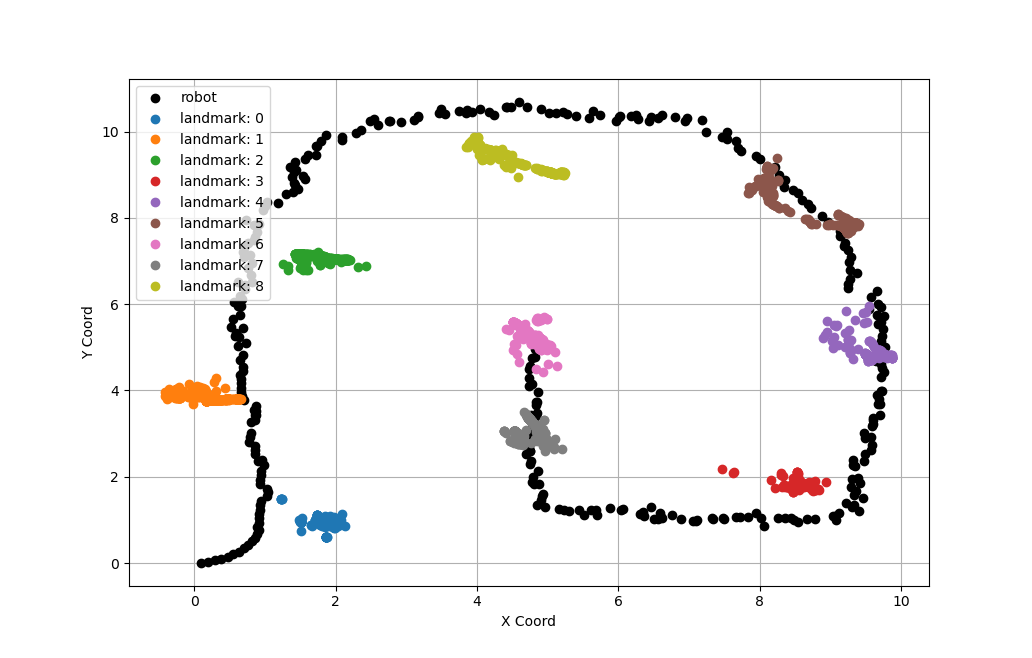 robot
landmark: 0
landmark: 1
landmark: 2
landmark: 3
landmark: 4
landmark: 5
landmark: 6
landmark: 7
landmark: 8
10
8
6
4
2
0
Y Coord
0 2 4 6 8 10
X Coord